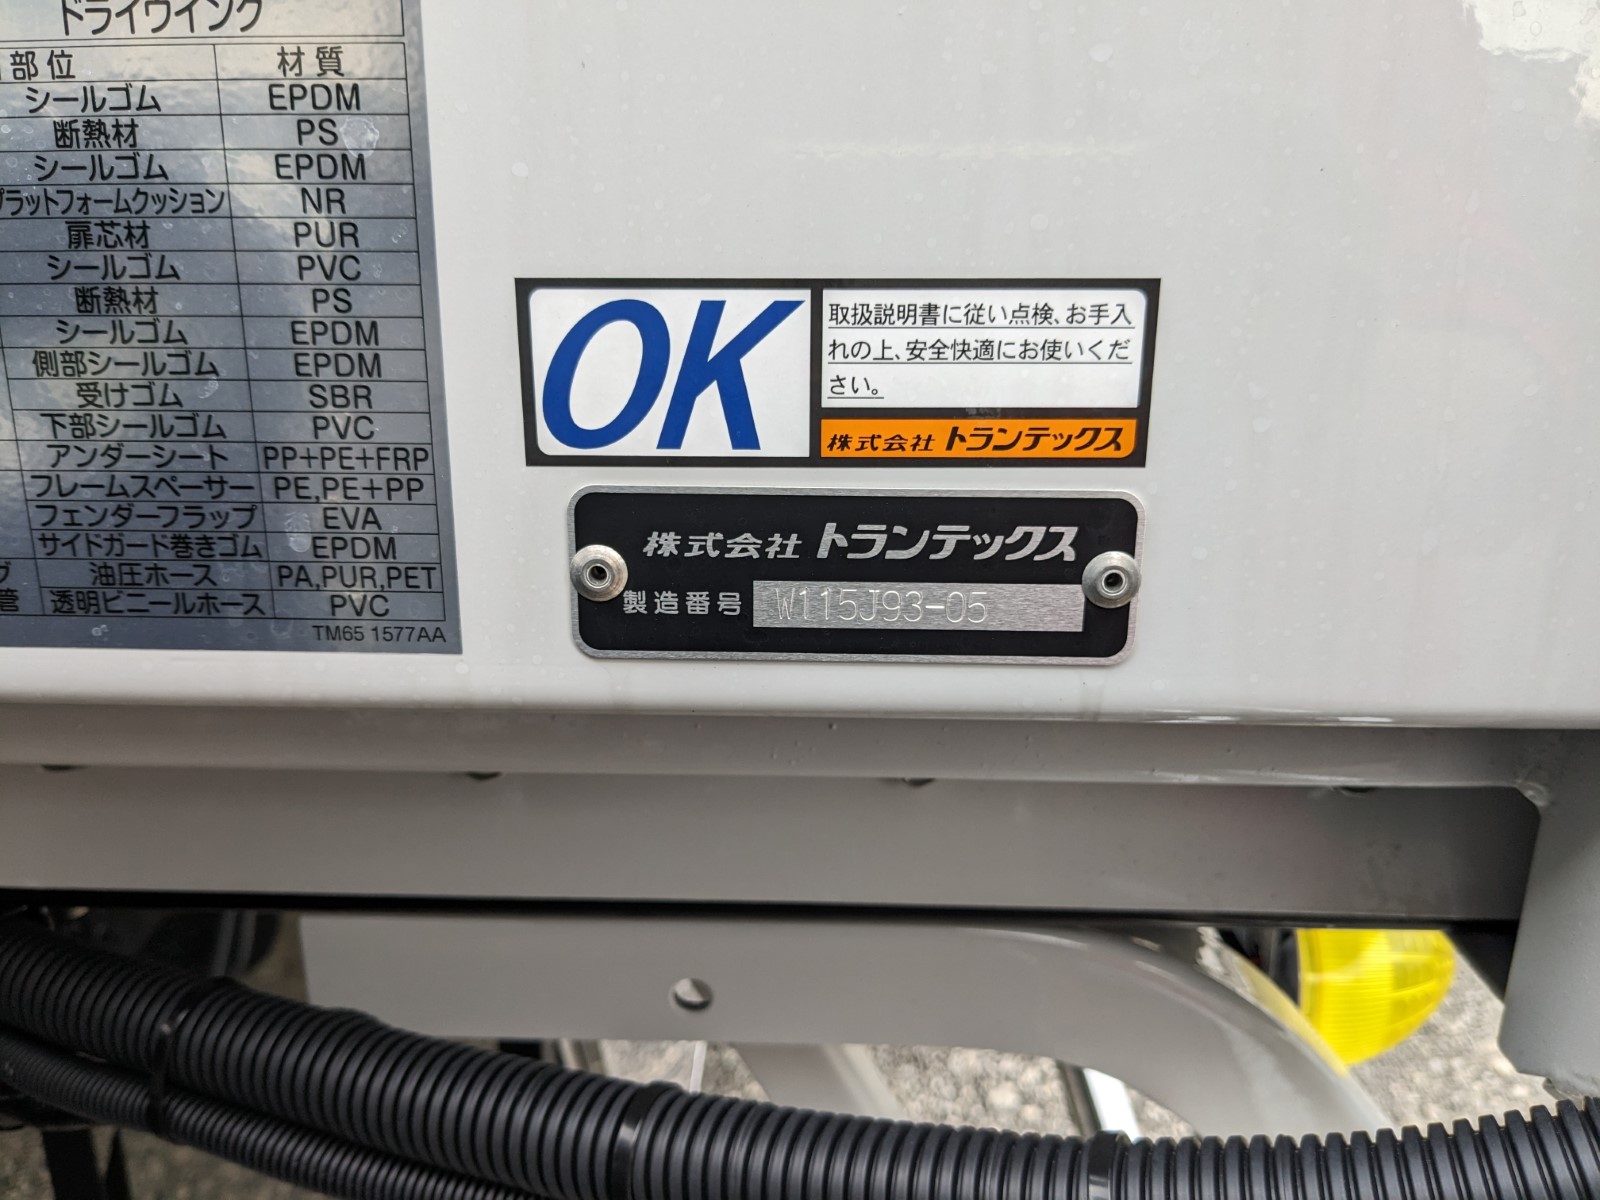 ドライウイング
部位 材質
シールゴム EPDM
断熱材 PS
シールゴム EPDM
プラットフォームクッション NR
扉芯材 PUR
シールゴム PVC
断熱材 PS
シールゴム EPDM
側部シールゴム EPDM
受けゴム SBR
下部シールゴム PVC
アンダーシート PP+PE+FRP
フレームスペーサー PE,PE+PP
フェンダーフラップ EVA
サイドガード巻きゴム EPDM
油圧ホース PA,PUR,PET
管 透明ビニールホース PVC
TM65 1577AA
OK
取扱説明書に従い点検、お手入
れの上、安全快適にお使いくだ
さい。
株式会社 トランテックス
株式会社 トランテックス
製造番号 W115J93-05